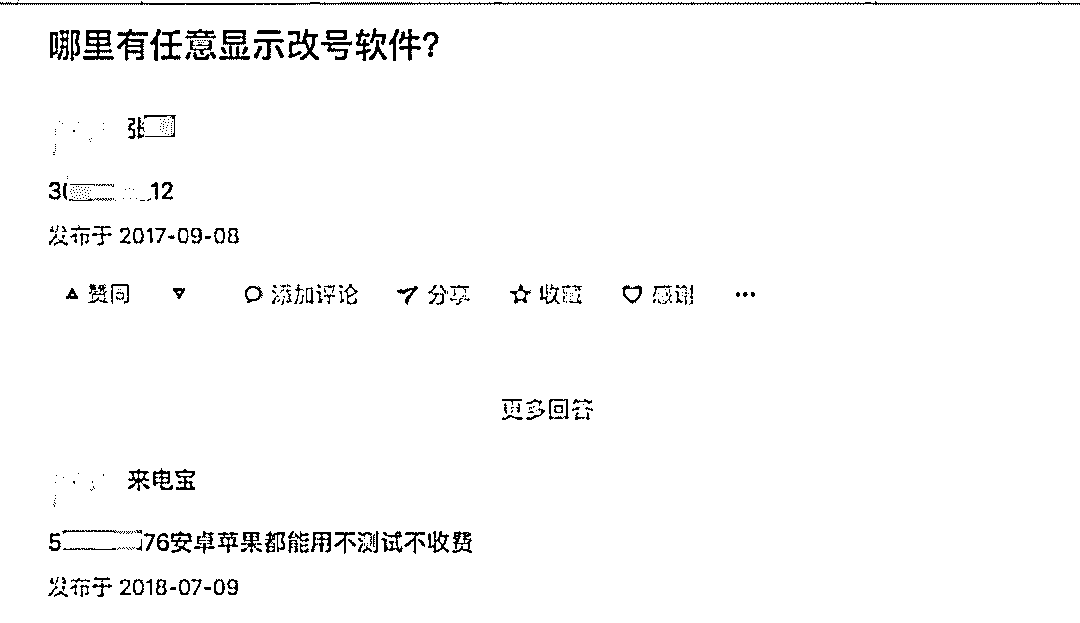 哪里有任意显示改号软件？
张
3 12
发布于 2017-09-08
赞同 添加评论 分享 收藏 感谢 ...
更多回答
来电宝
5 76安卓苹果都能用不测试不收费
发布于 2018-07-09